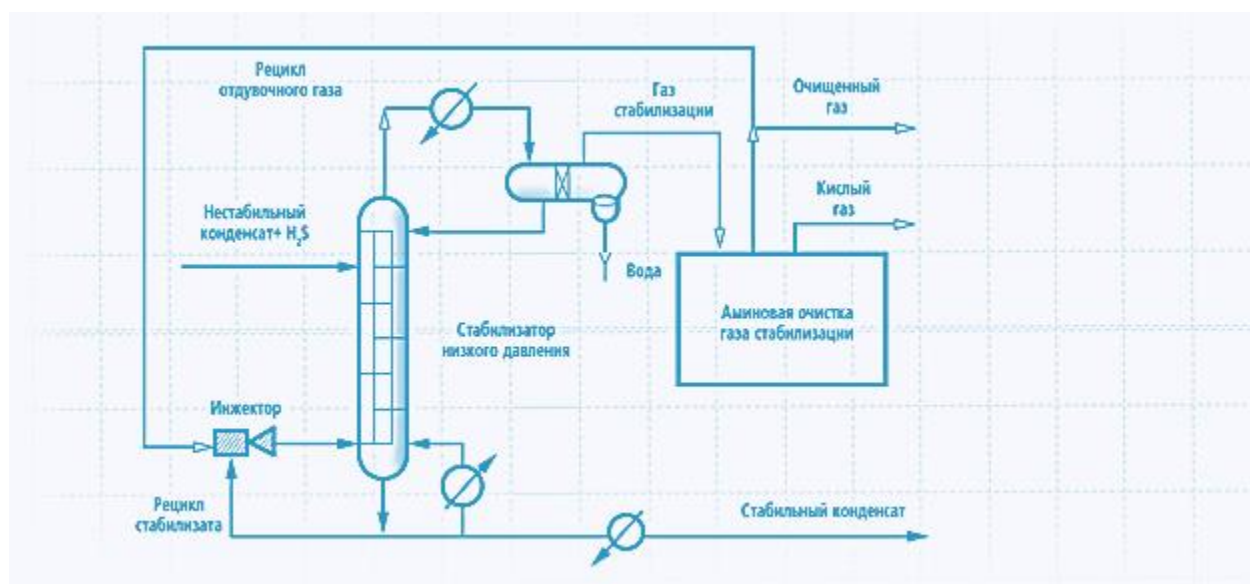 Рецикл
отдувочного газа
Газ
стабилизации
Очищенный
газ
Кислый
газ
Нестабильный
конденсат+ H₂S
Вода
Аминовая очистка
газа стабилизации
Стабилизатор
низкого давления
Инжектор
Рецикл
стабилизата
Стабильный конденсат